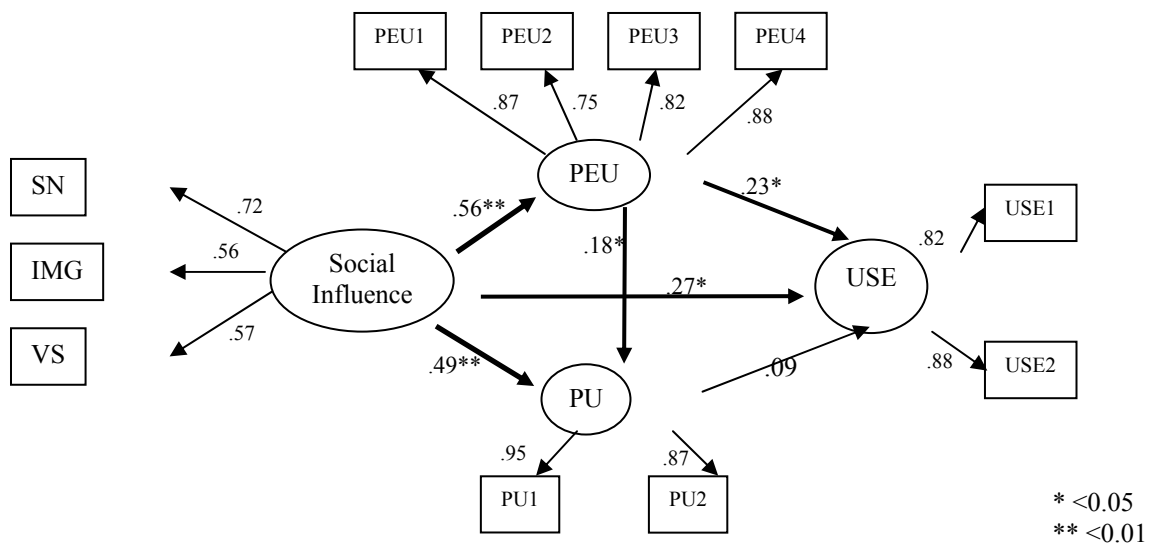 PEU1 PEU2 PEU3 PEU4
.87 .75 .82 .88
SN
.72
PEU
.56**
.23*
USE1
.82
.18*
IMG
.56
Social
Influence
.27*
USE
VS
.57
.49**
.09
.88
USE2
PU
.95
.87
PU1
PU2
* <0.05
** <0.01